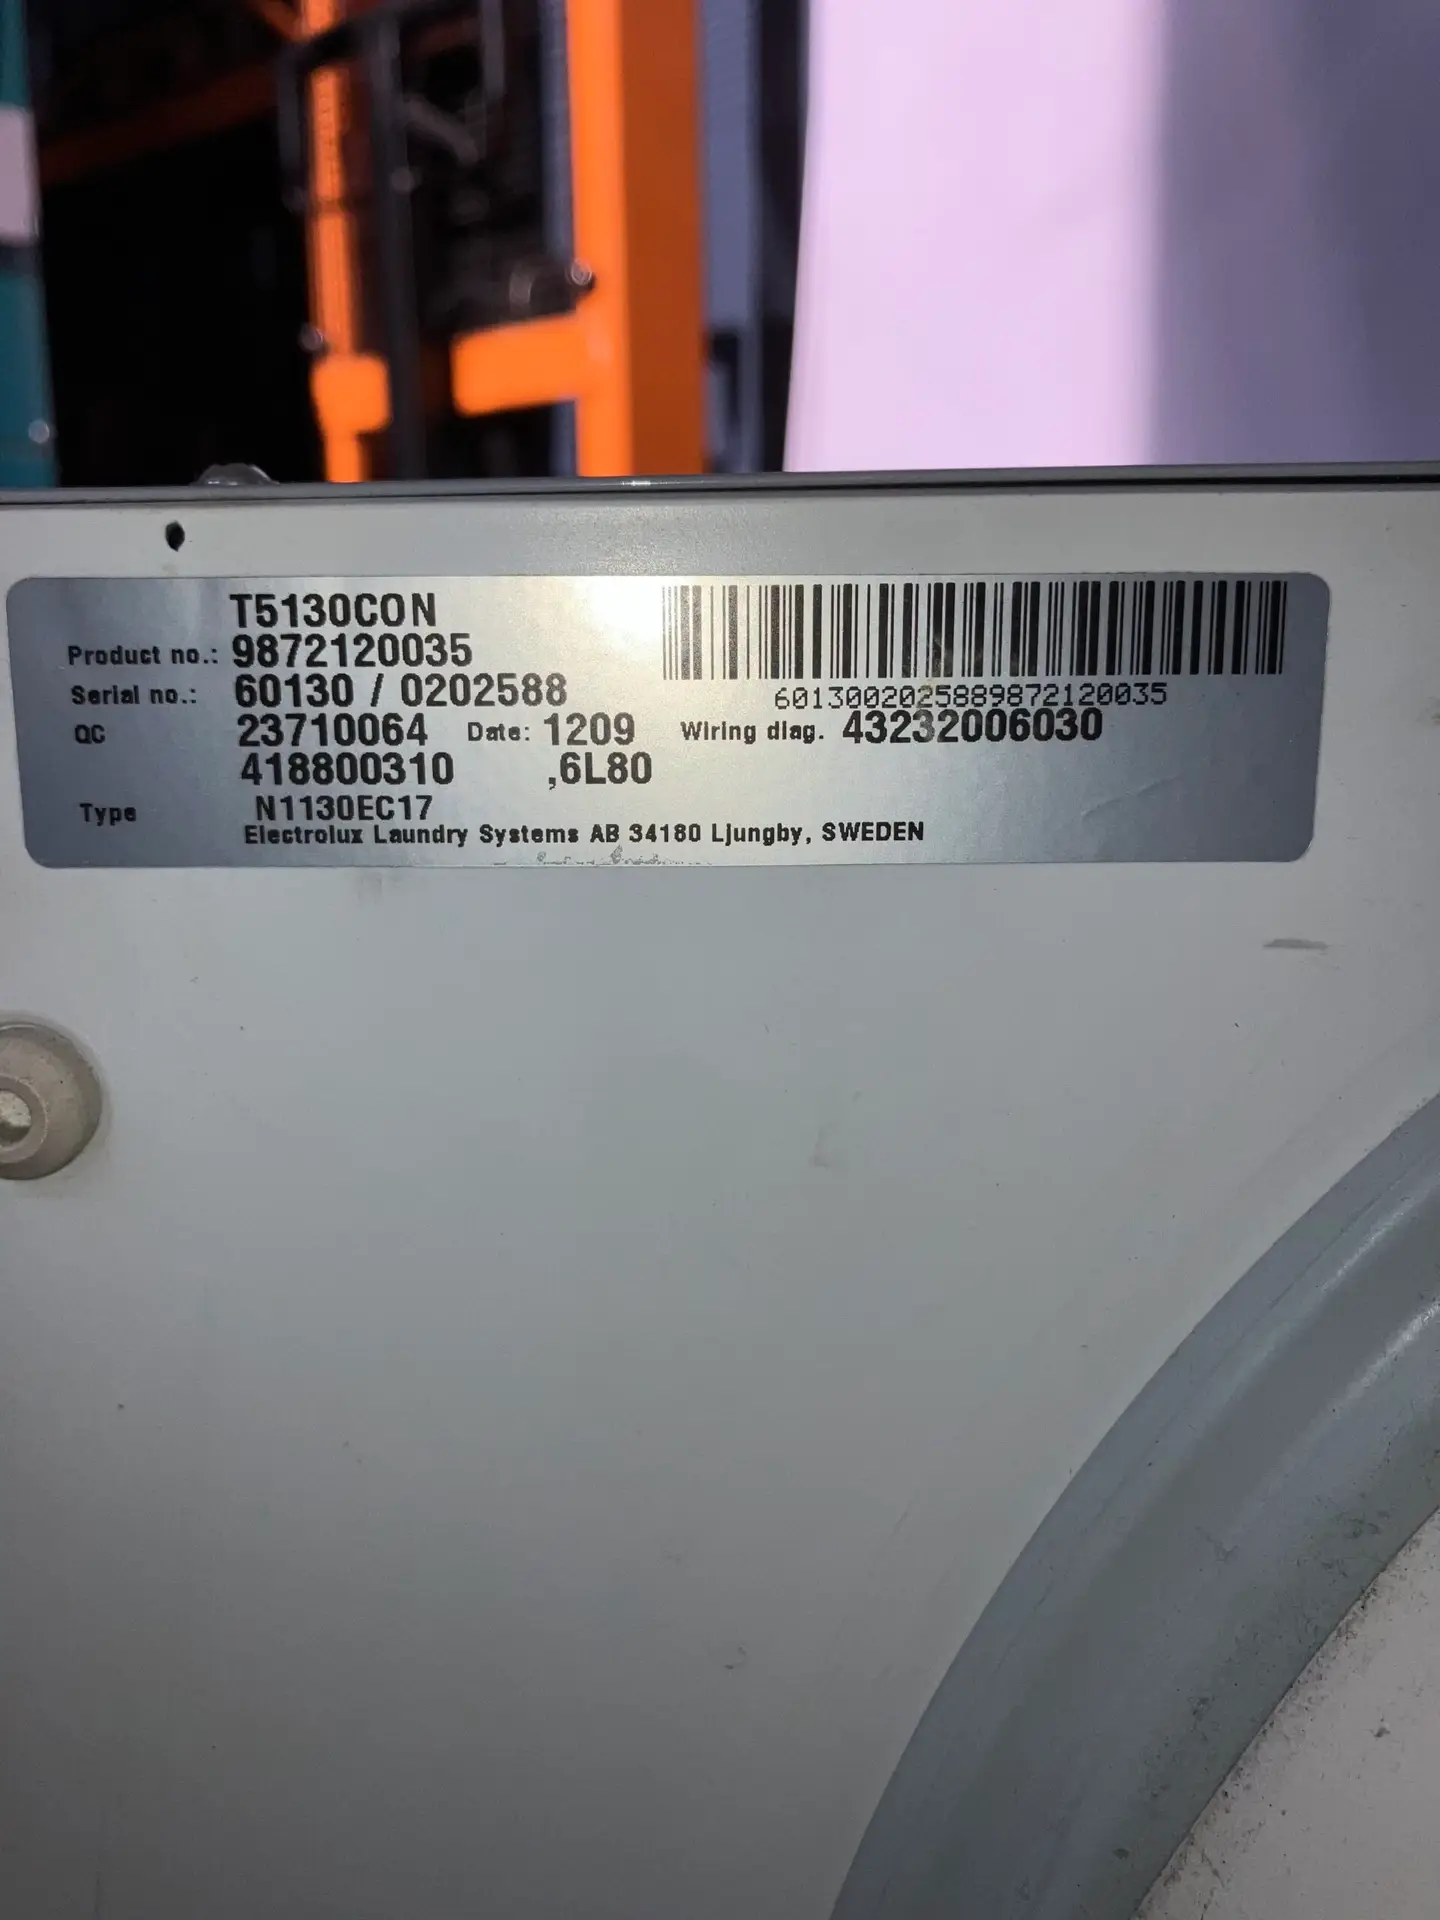 T5130CON
Product no.: 9872120035
Serial no.: 60130 / 0202588
6013002025889872120035
QC 23710064 Date: 1209 Wiring diag. 43232006030
418800310 ,6L80
Type N1130EC17
Electrolux Laundry Systems AB 34180 Ljungby, SWEDEN